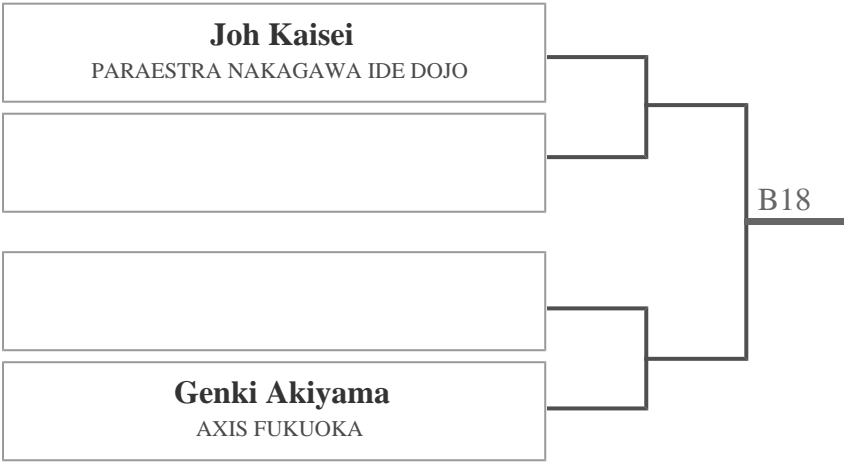 Joh Kaisei
PARAESTRA NAKAGAWA IDE DOJO
B18
Genki Akiyama
AXIS FUKUOKA